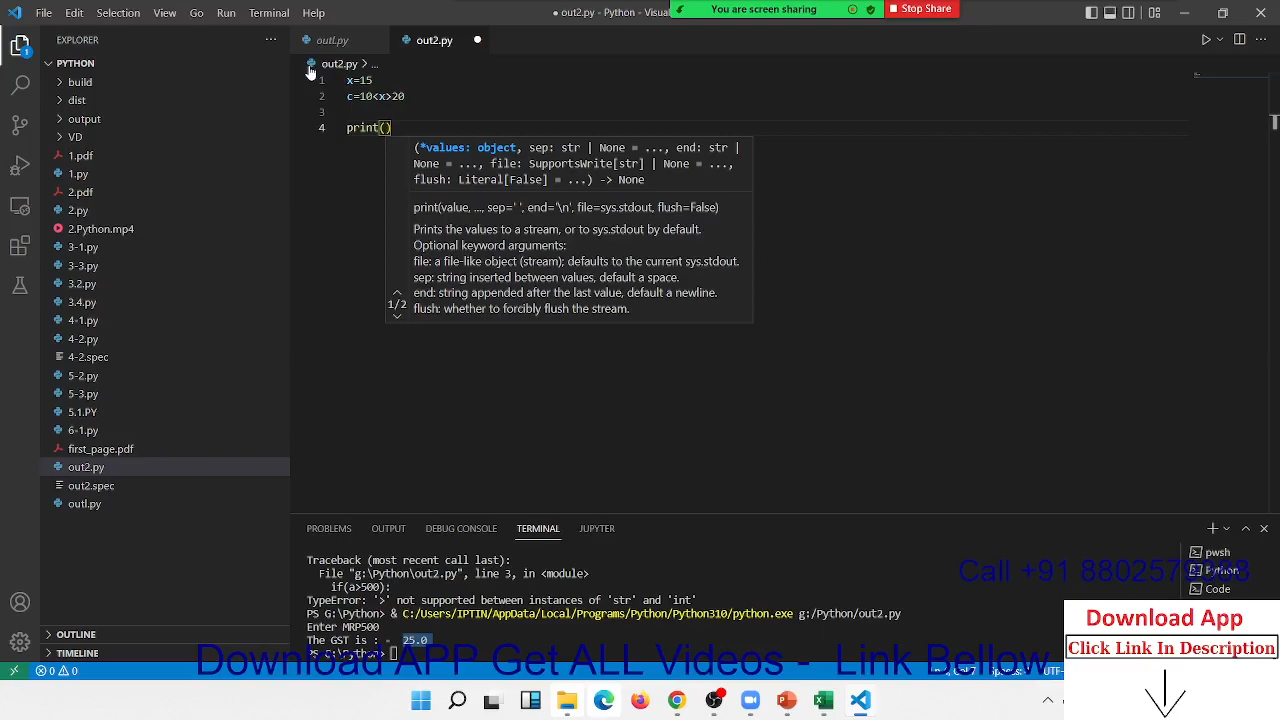 File Edit Selection View Go Run Terminal Help
● out2.py - Python - Visua
You are screen sharing
Stop Share
EXPLORER
outl.py
out2.py
PYTHON
out2.py > ...
build
dist
output
VD
1.pdf
1.py
2.pdf
2.py
2.Python.mp4
3-1.py
3-3.py
3.2.py
3.4.py
4-1.py
4-2.py
4-2.spec
5-2.py
5-3.py
5.1.PY
6-1.py
first_page.pdf
out2.py
out2.spec
outl.py
OUTLINE
TIMELINE
1 x=15
2 c=10<x>20
3
4 print()
(*values: object, sep: str | None = ..., end: str |
None = ..., file: SupportsWrite[str] | None = ...,
flush: Literal[False] = ...) -> None
print(value, ..., sep=' ', end='\n', file=sys.stdout, flush=False)
Prints the values to a stream, or to sys.stdout by default.
Optional keyword arguments:
file: a file-like object (stream); defaults to the current sys.stdout.
sep: string inserted between values, default a space.
end: string appended after the last value, default a newline.
flush: whether to forcibly flush the stream.
1/2
PROBLEMS OUTPUT DEBUG CONSOLE TERMINAL JUPYTER
Traceback (most recent call last):
File "g:\Python\out2.py", line 3, in <module>
if(a>500):
TypeError: '>' not supported between instances of 'str' and 'int'
PS G:\Python> & C:/Users/IPTIN/AppData/Local/Programs/Python/Python310/python.exe g:/Python/out2.py
Enter MRP500
The GST is : - 25.0
PS G:\Python>
pwsh
Python
Code
Call +91 8802579388
Download App
Click Link In Description
Download APP Get ALL Videos - Link Bellow
0 0